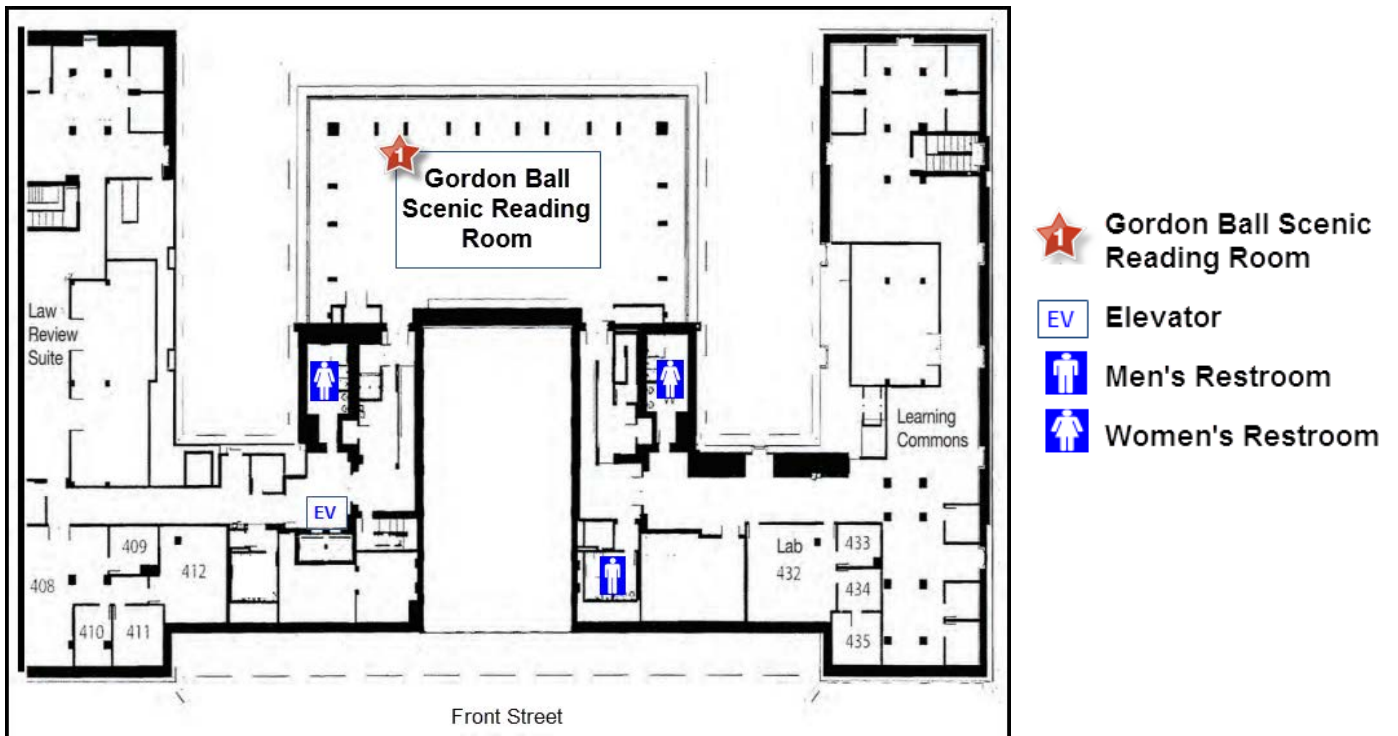 1
Gordon Ball
Scenic Reading
Room
Law
Review
Suite
Learning
Commons
EV
409
408
412
410
411
Lab
432
433
434
435
Front Street
1
Gordon Ball Scenic
Reading Room
EV
Elevator
Men's Restroom
Women's Restroom